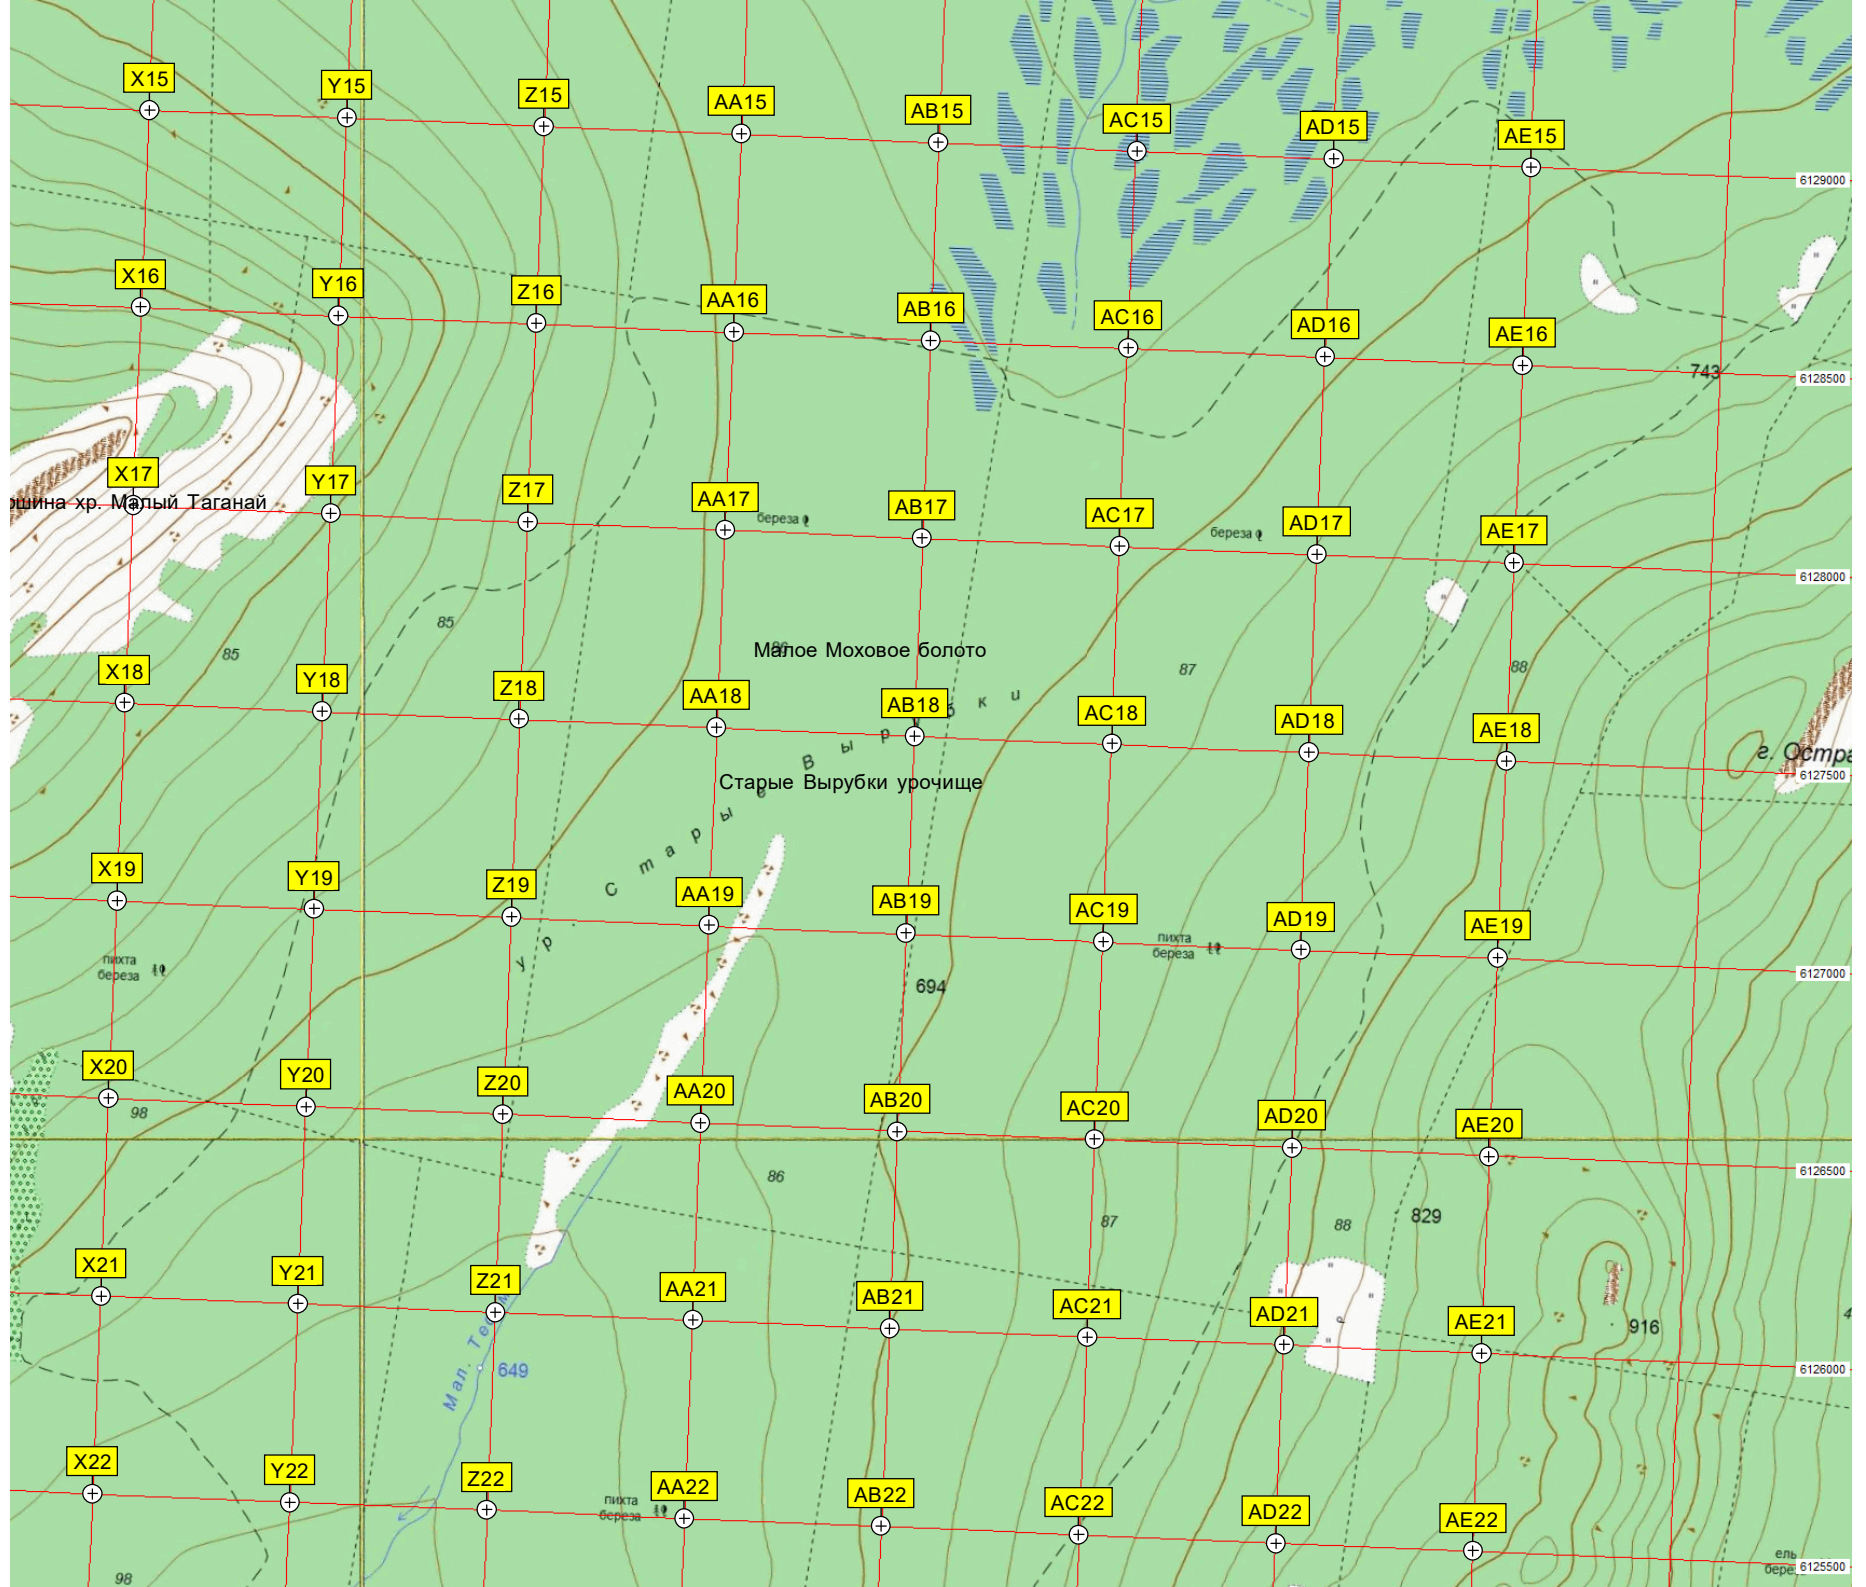 X15 Y15 Z15 AA15 AB15 AC15 AD15 AE15
6129000
X16 Y16 Z16 AA16 AB16 AC16 AD16 AE16
743
6128500
X17 Y17 Z17 AA17 AB17 AC17 AD17 AE17
хр. Малый Таганай
береза
береза
6128000
85
85
Малое Моховое болото
87
88
X18 Y18 Z18 AA18 AB18 AC18 AD18 AE18
г. Остра
6127500
Старые Вырубки урочище
ур. Старые Вырубки
X19 Y19 Z19 AA19 AB19 AC19 AD19 AE19
пихта
береза
пихта
береза
6127000
694
X20 Y20 Z20 AA20 AB20 AC20 AD20 AE20
98
6126500
86
87
88
829
X21 Y21 Z21 AA21 AB21 AC21 AD21 AE21
916
Мал.
649
6126000
X22 Y22 Z22 AA22 AB22 AC22 AD22 AE22
пихта
береза
ель
6125500
98